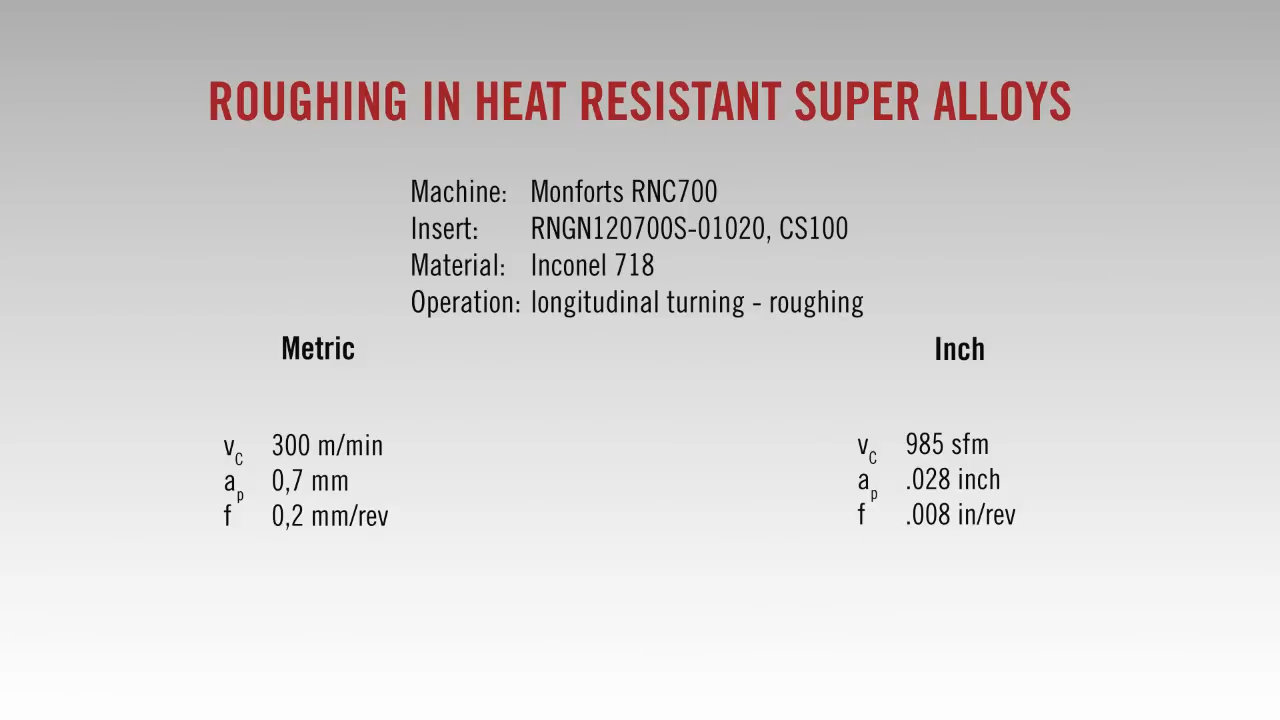 ROUGHING IN HEAT RESISTANT SUPER ALLOYS
Machine: Monforts RNC700
Insert: RNGN120700S-01020, CS100
Material: Inconel 718
Operation: longitudinal turning - roughing
Metric
vC 300 m/min
ap 0,7 mm
f 0,2 mm/rev
Inch
vC 985 sfm
ap .028 inch
f .008 in/rev